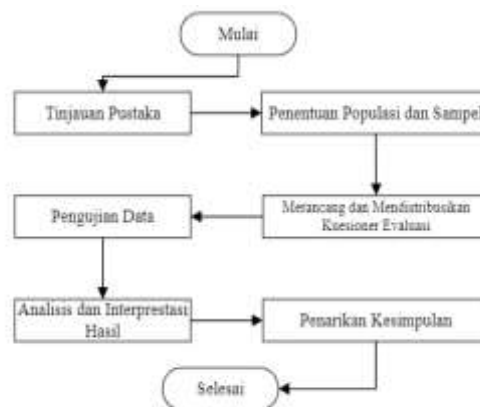 Mulai
Tinjauan Pustaka
Penentuan Populasi dan Sampel
Merancang dan Mendistribusikan
Kuesioner Evaluasi
Pengujian Data
Analisis dan Interprestasi
Hasil
Penarikan Kesimpulan
Selesai